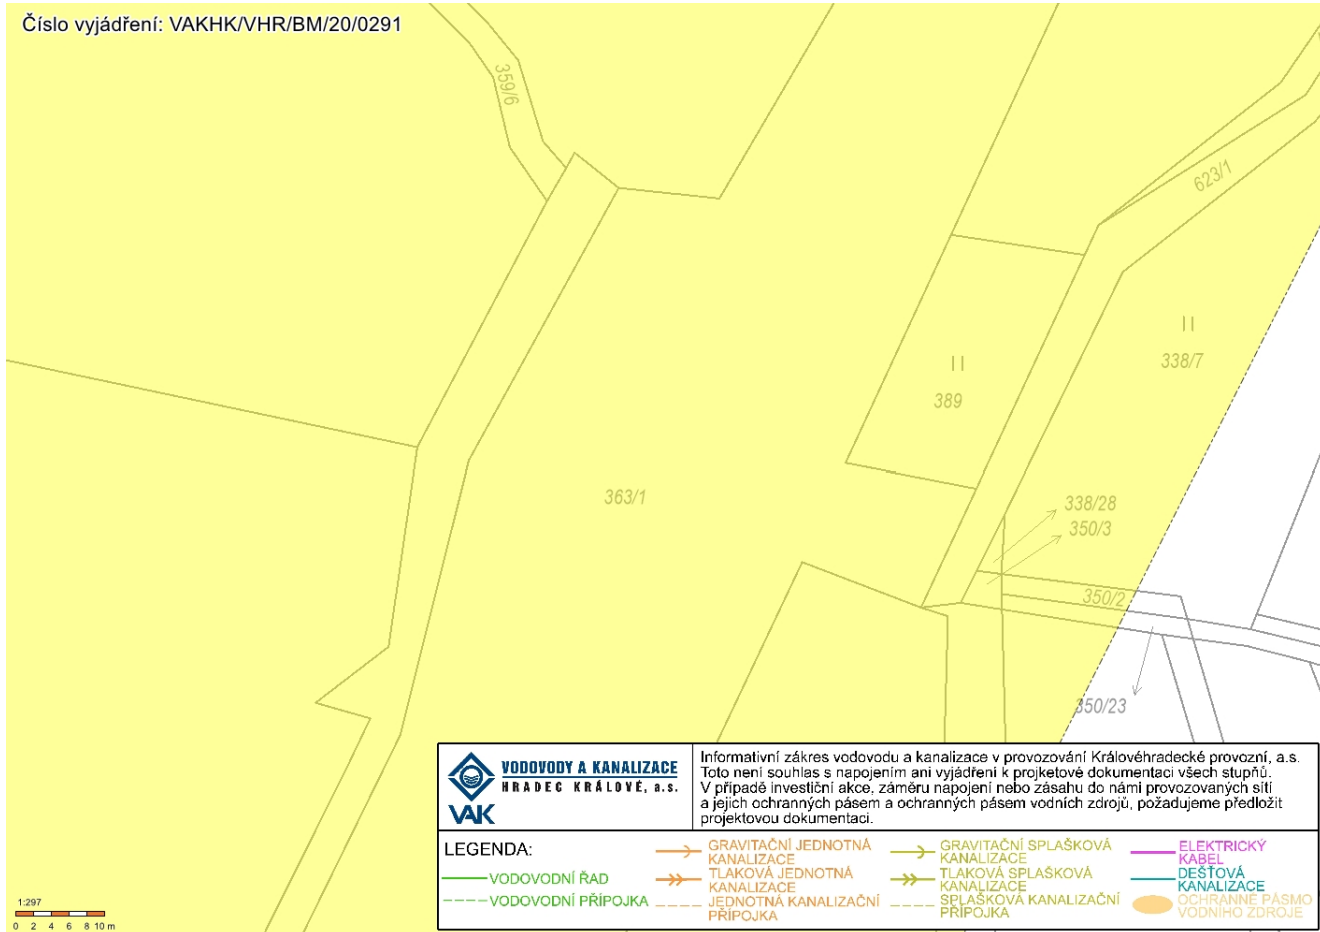 Číslo vyjádření: VAKHK/VHR/BM/20/0291
359/6
623/1
338/7
389
363/1
338/28
350/3
350/2
350/23
VODOVODY A KANALIZACE
HRADEC KRÁLOVÉ, a.s.
VAK
Informativní zákres vodovodu a kanalizace v provozování Královéhradecké provozní, a.s.
Toto není souhlas s napojením ani vyjádření k projketové dokumentaci všech stupňů.
V případě investiční akce, záměru napojení nebo zásahu do námi provozovaných sítí
a jejich ochranných pásem a ochranných pásem vodních zdrojů, požadujeme předložit
projektovou dokumentaci.
LEGENDA:
VODOVODNÍ ŘAD
VODOVODNÍ PŘÍPOJKA
GRAVITAČNÍ JEDNOTNÁ
KANALIZACE
TLAKOVÁ JEDNOTNÁ
KANALIZACE
JEDNOTNÁ KANALIZAČNÍ
PŘÍPOJKA
GRAVITAČNÍ SPLAŠKOVÁ
KANALIZACE
TLAKOVÁ SPLAŠKOVÁ
KANALIZACE
SPLAŠKOVÁ KANALIZAČNÍ
PŘÍPOJKA
ELEKTRICKÝ
KABEL
DEŠŤOVÁ
KANALIZACE
OCHRANNÉ PÁSMO
VODNÍHO ZDROJE
1:297
0 2 4 6 8 10 m